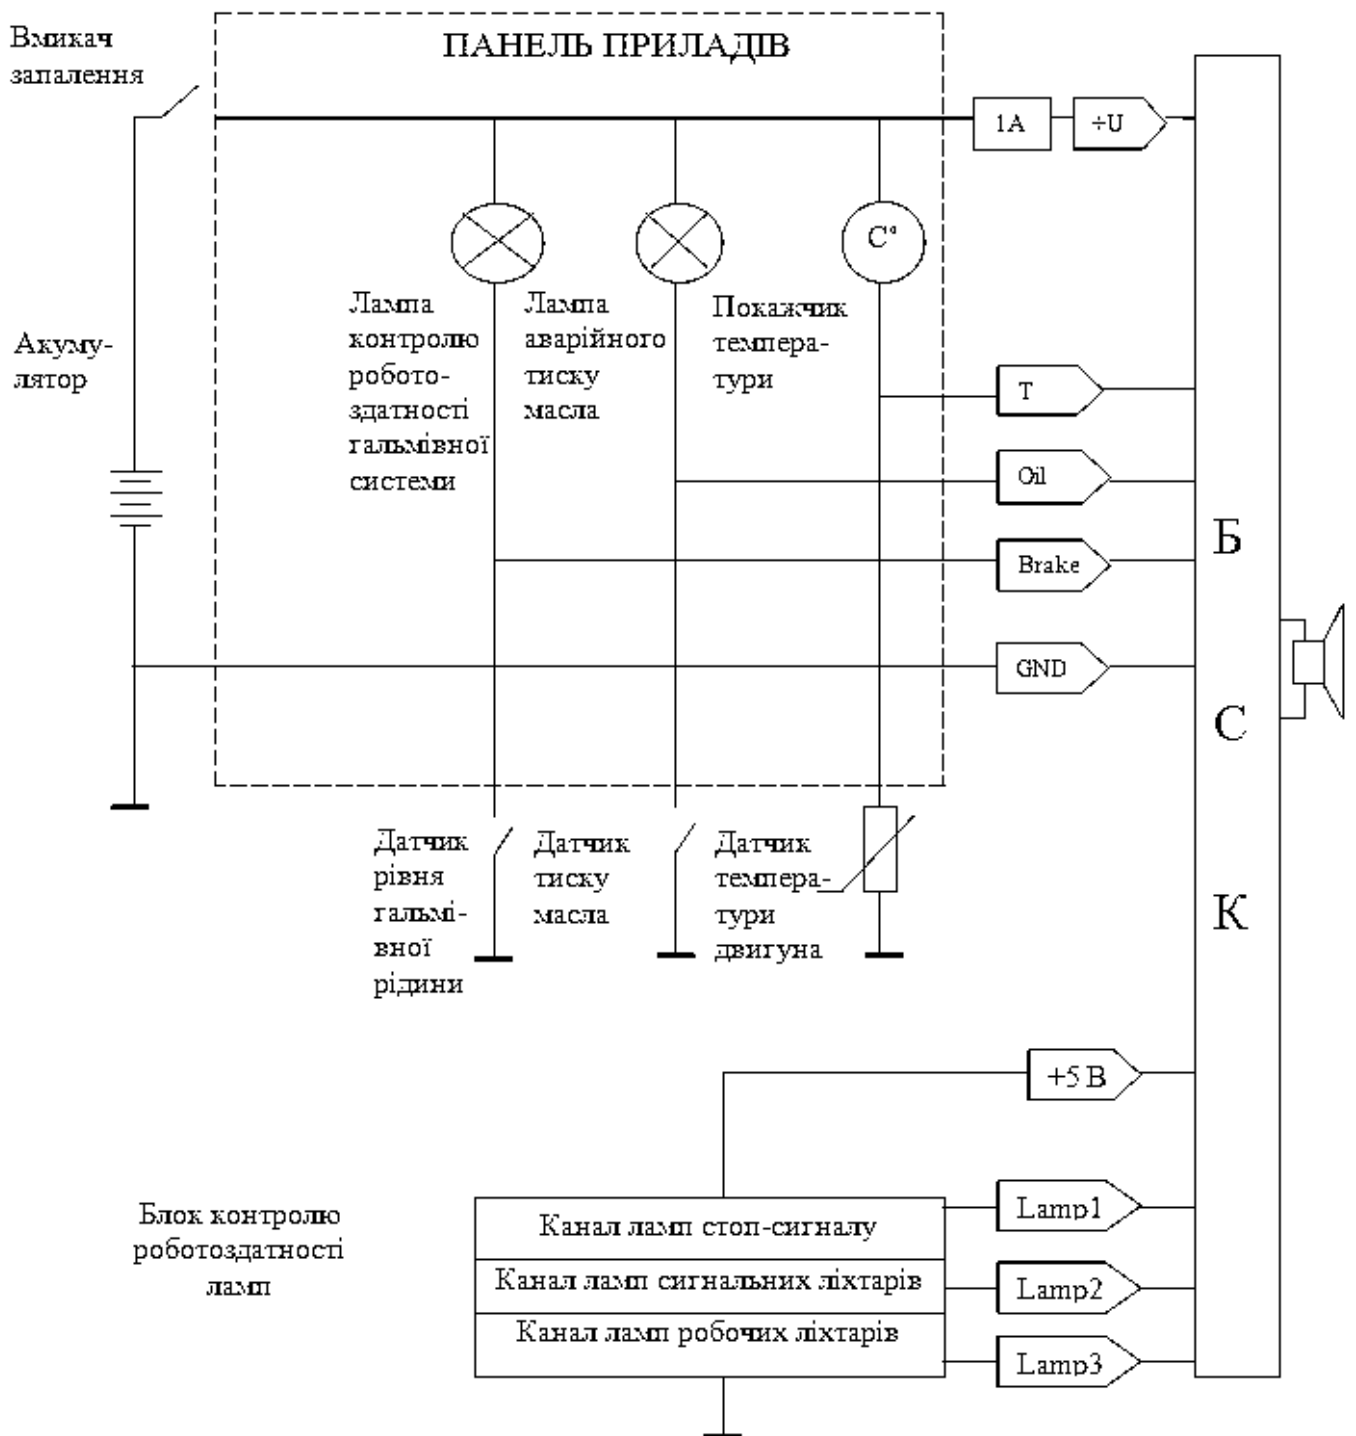 Вмикач
запалення
ПАНЕЛЬ ПРИЛАДІВ
1А
÷U
С°
Лампа
контролю
робото-
здатності
гальмівної
системи
Лампа
аварійного
тиску
масла
Покажчик
темпера-
тури
Акуму-
лятор
T
Oil
Brake
GND
Б
С
К
Датчик
рівня
гальмі-
вної
рідини
Датчик
тиску
масла
Датчик
темпера-
тури
двигуна
+5 В
Блок контролю
роботоздатності
ламп
Канал ламп стоп-сигналу
Канал ламп сигнальних ліхтарів
Канал ламп робочих ліхтарів
Lamp1
Lamp2
Lamp3